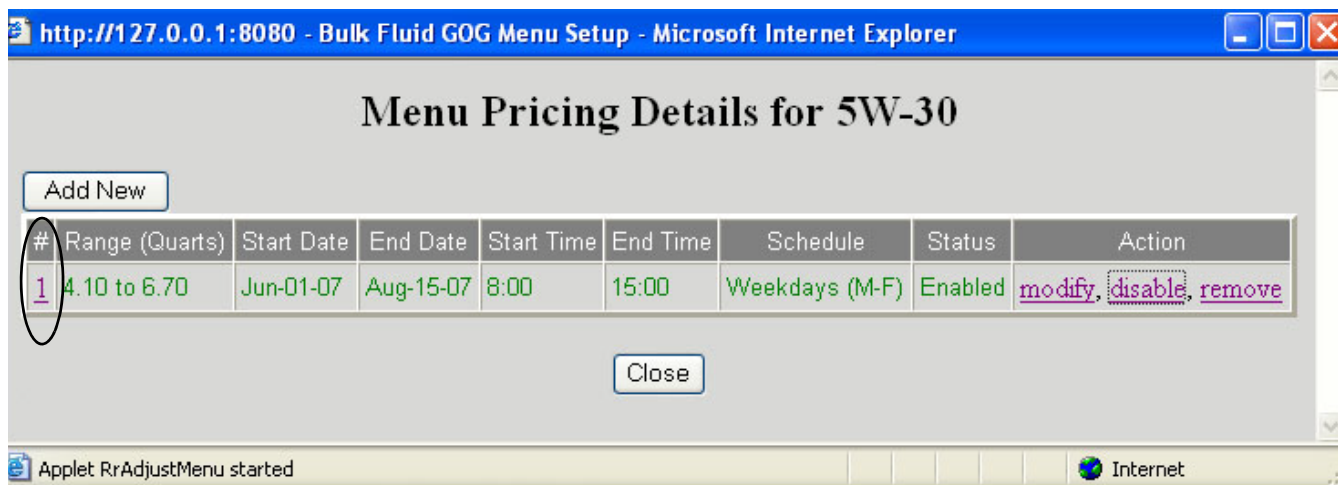 http://127.0.0.1:8080 - Bulk Fluid GOG Menu Setup - Microsoft Internet Explorer
Menu Pricing Details for 5W-30
Add New
# Range (Quarts) Start Date End Date Start Time End Time Schedule Status Action
1 4.10 to 6.70 Jun-01-07 Aug-15-07 8:00 15:00 Weekdays (M-F) Enabled modify, disable, remove
Close
Applet RrAdjustMenu started Internet